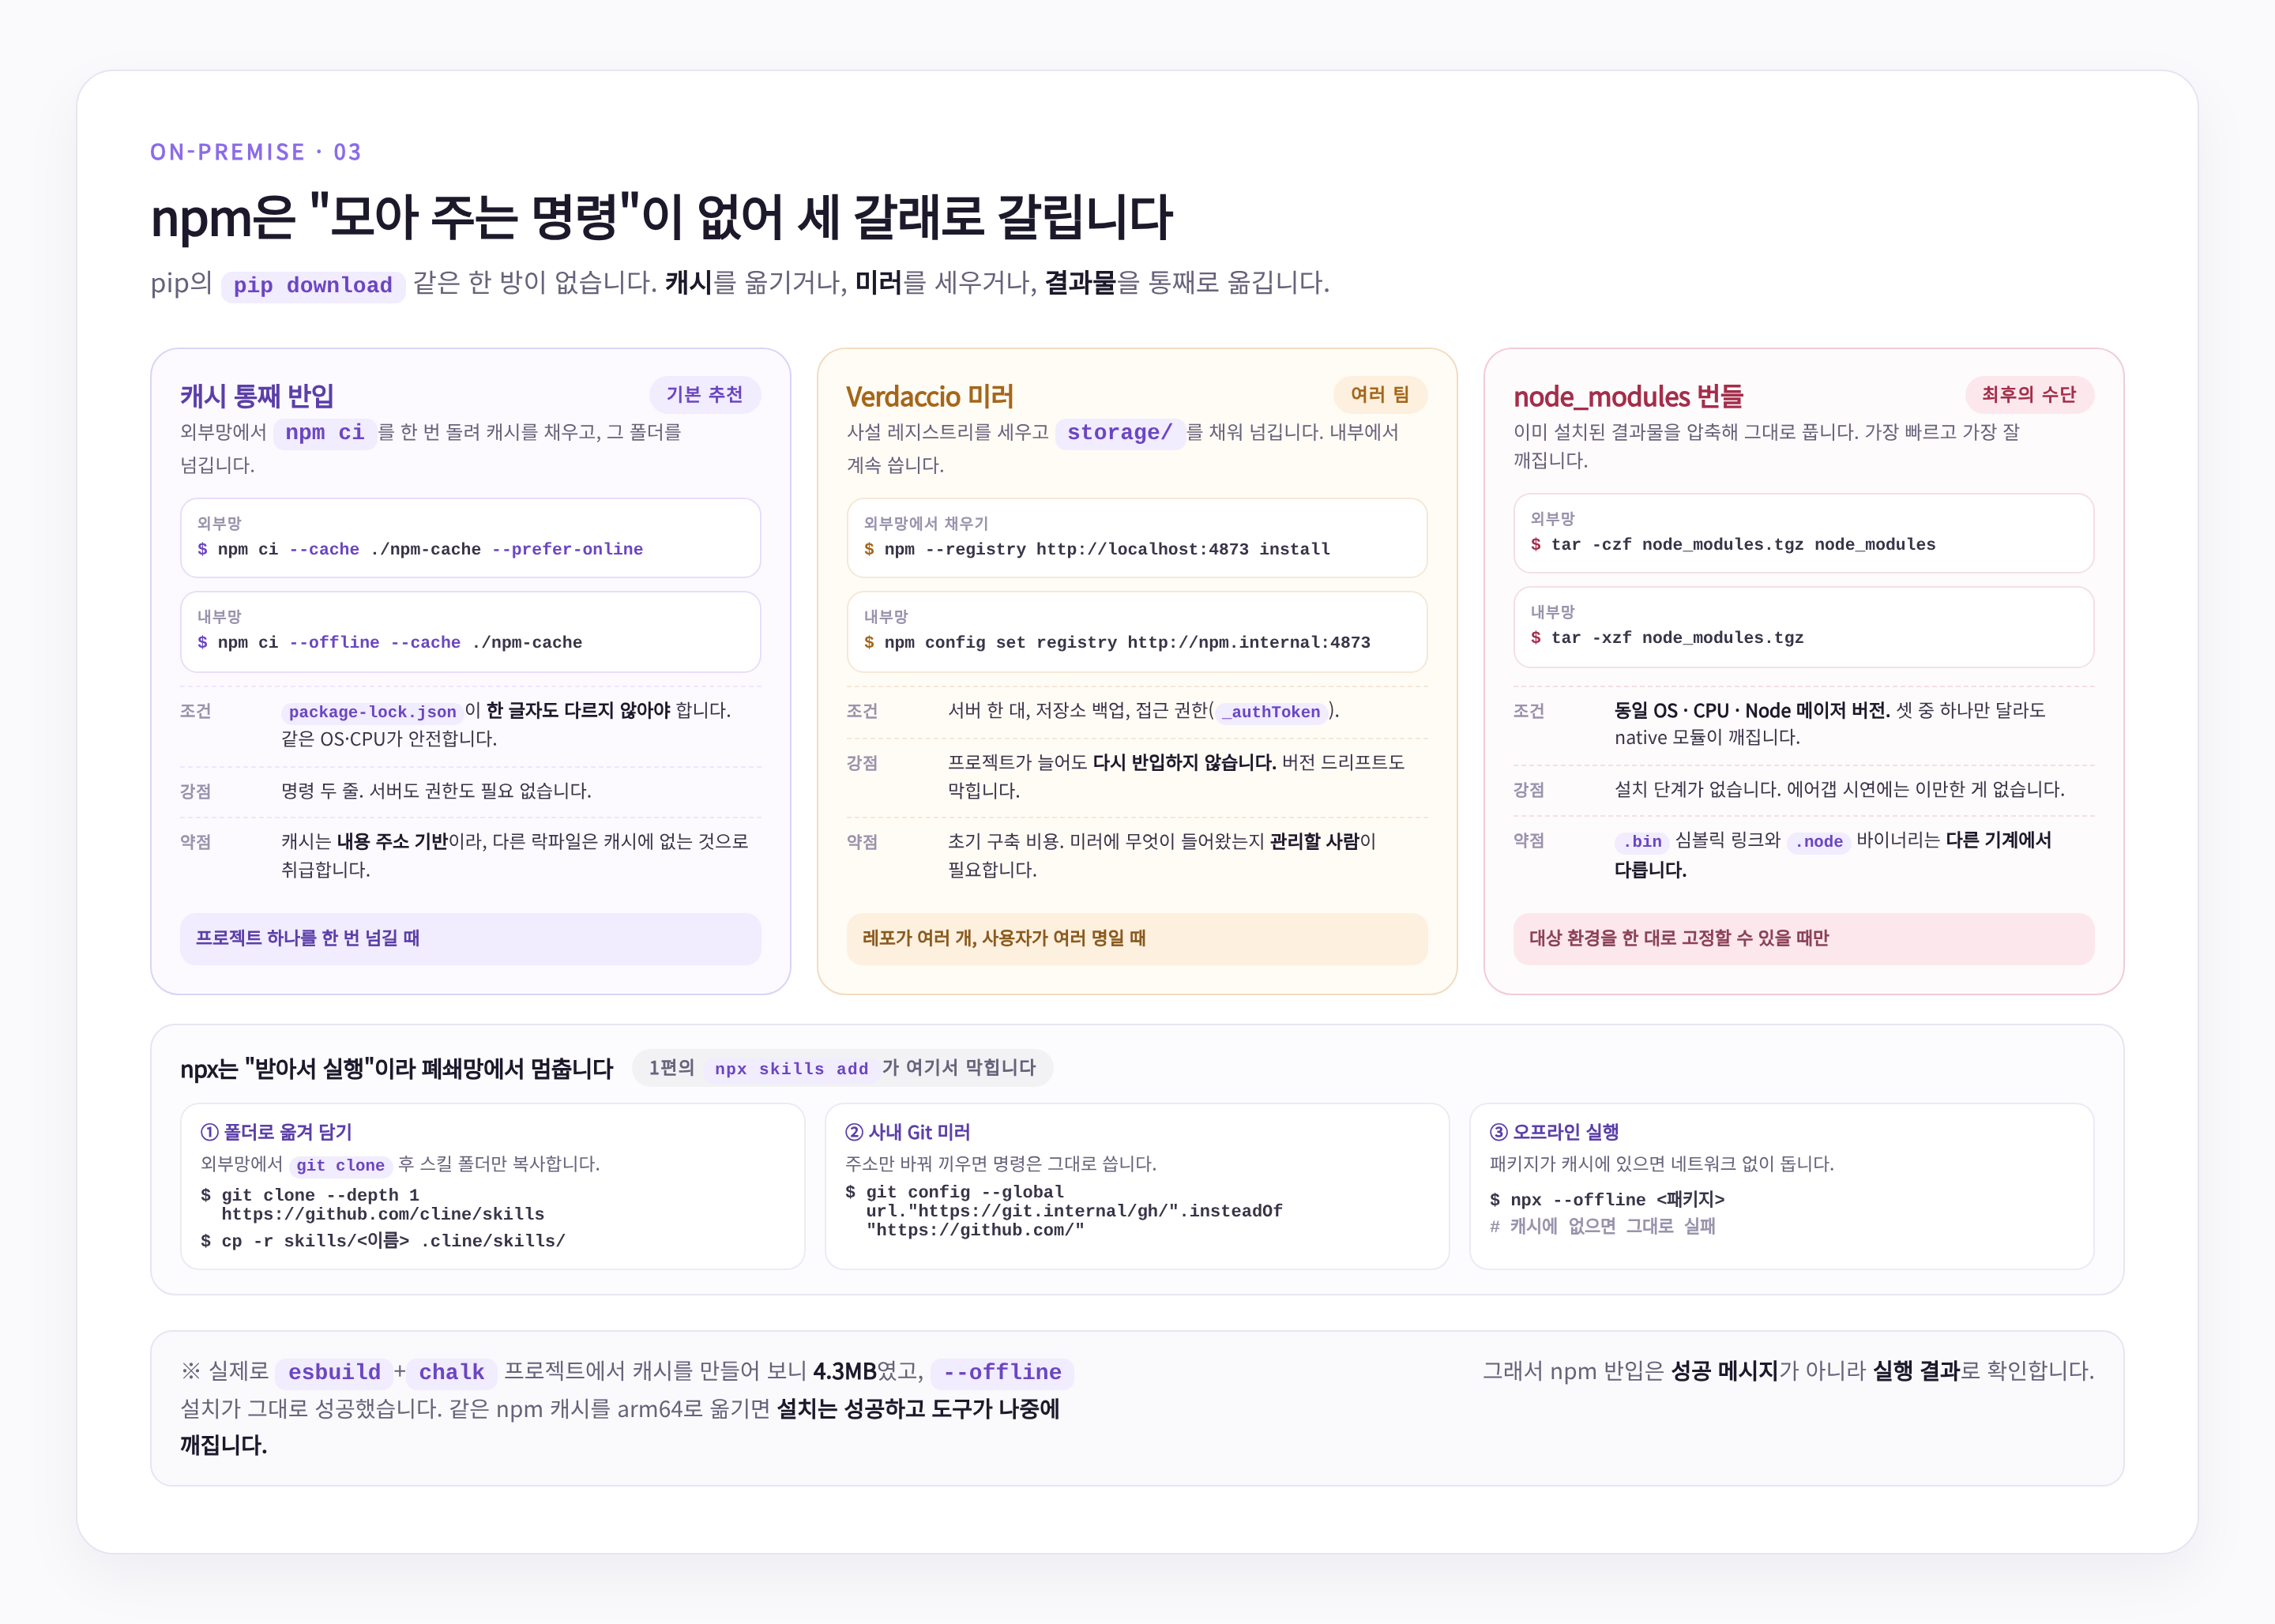 ON-PREMISE · 03
npm은 "모아 주는 명령"이 없어 세 갈래로 갈립니다
pip의 pip download 같은 한 방이 없습니다. 캐시를 옮기거나, 미러를 세우거나, 결과물을 통째로 옮깁니다.
캐시 통째 반입
기본 추천
외부망에서 npm ci를 한 번 돌려 캐시를 채우고, 그 폴더를
넘깁니다.
외부망
$ npm ci --cache ./npm-cache --prefer-online
내부망
$ npm ci --offline --cache ./npm-cache
조건
package-lock.json이 한 글자도 다르지 않아야 합니다.
같은 OS·CPU가 안전합니다.
강점
명령 두 줄. 서버도 권한도 필요 없습니다.
약점
캐시는 내용 주소 기반이라, 다른 락파일은 캐시에 없는 것으로
취급합니다.
프로젝트 하나를 한 번 넘길 때
Verdaccio 미러
여러 팀
사설 레지스트리를 세우고 storage/를 채워 넘깁니다. 내부에서
계속 씁니다.
외부망에서 채우기
$ npm --registry http://localhost:4873 install
내부망
$ npm config set registry http://npm.internal:4873
조건
서버 한 대, 저장소 백업, 접근 권한(_authToken).
강점
프로젝트가 늘어도 다시 반입하지 않습니다. 버전 드리프트도
막힙니다.
약점
초기 구축 비용. 미러에 무엇이 들어왔는지 관리할 사람이
필요합니다.
레포가 여러 개, 사용자가 여러 명일 때
node_modules 번들
최후의 수단
이미 설치된 결과물을 압축해 그대로 풉니다. 가장 빠르고 가장 잘
깨집니다.
외부망
$ tar -czf node_modules.tgz node_modules
내부망
$ tar -xzf node_modules.tgz
조건
동일 OS · CPU · Node 메이저 버전. 셋 중 하나만 달라도
native 모듈이 깨집니다.
강점
설치 단계가 없습니다. 에어갭 시연에는 이만한 게 없습니다.
약점
.bin 심볼릭 링크와 .node 바이너리는 다른 기계에서
다릅니다.
대상 환경을 한 대로 고정할 수 있을 때만
npx는 "받아서 실행"이라 폐쇄망에서 멈춥니다
1편의 npx skills add 가 여기서 막힙니다
① 폴더로 옮겨 담기
외부망에서 git clone 후 스킬 폴더만 복사합니다.
$ git clone --depth 1
https://github.com/cline/skills
$ cp -r skills/<이름> .cline/skills/
② 사내 Git 미러
주소만 바꿔 끼우면 명령은 그대로 씁니다.
$ git config --global
url."https://git.internal/gh/".insteadOf
"https://github.com/"
③ 오프라인 실행
패키지가 캐시에 있으면 네트워크 없이 돕니다.
$ npx --offline <패키지>
# 캐시에 없으면 그대로 실패
※ 실제로 esbuild+chalk 프로젝트에서 캐시를 만들어 보니 4.3MB였고, --offline
설치가 그대로 성공했습니다. 같은 npm 캐시를 arm64로 옮기면 설치는 성공하고 도구가 나중에
깨집니다.
그래서 npm 반입은 성공 메시지가 아니라 실행 결과로 확인합니다.